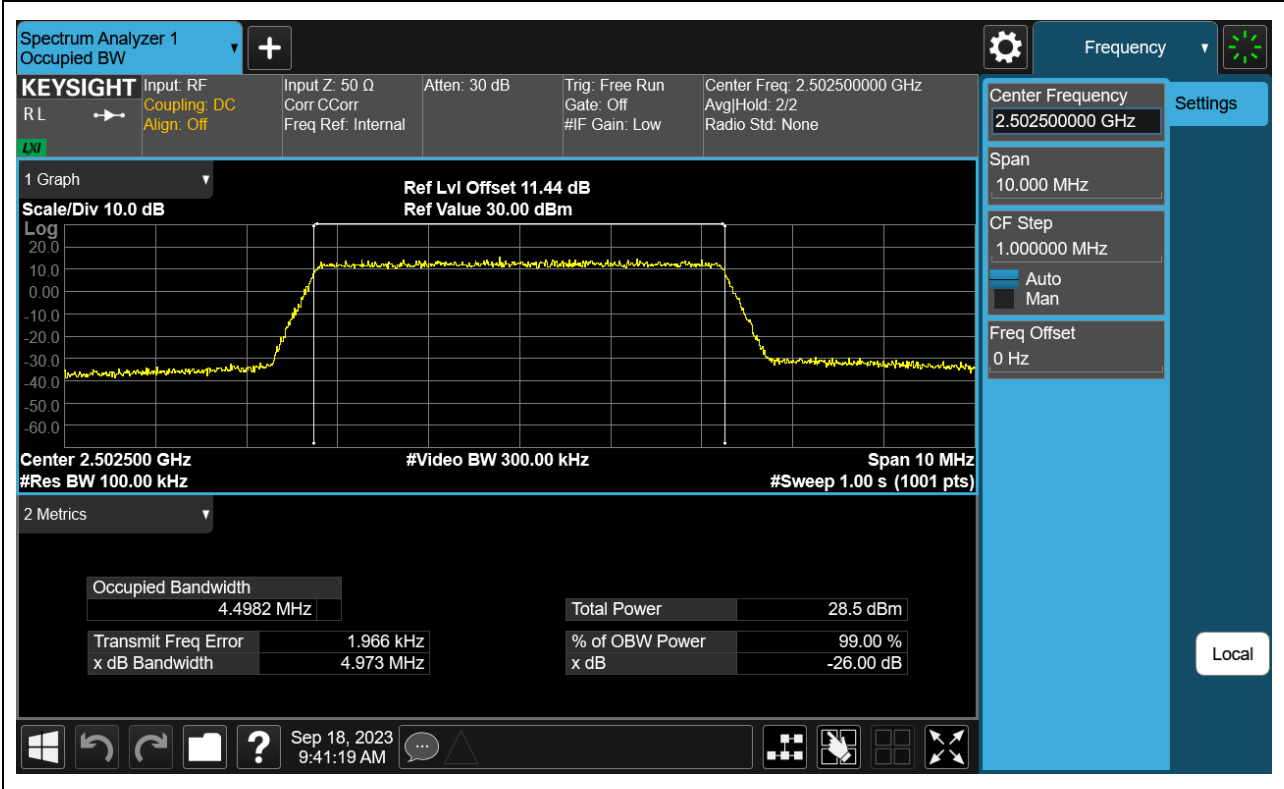 Spectrum Analyzer 1
Occupied BW
Frequency
KEYSIGHT
R L
LXI
Input: RF
Coupling: DC
Align: Off
Input Z: 50 Ω
Corr CCorr
Freq Ref: Internal
Atten: 30 dB
Trig: Free Run
Gate: Off
#IF Gain: Low
Center Freq: 2.502500000 GHz
Avg|Hold: 2/2
Radio Std: None
Center Frequency
2.502500000 GHz
Settings
Span
10.000 MHz
CF Step
1.000000 MHz
Auto
Man
Freq Offset
0 Hz
Local
1 Graph
Scale/Div 10.0 dB
Ref Lvl Offset 11.44 dB
Ref Value 30.00 dBm
Log
20.0
10.0
0.00
-10.0
-20.0
-30.0
-40.0
-50.0
-60.0
Center 2.502500 GHz
#Video BW 300.00 kHz
Span 10 MHz
#Res BW 100.00 kHz
#Sweep 1.00 s (1001 pts)
2 Metrics
Occupied Bandwidth
4.4982 MHz
Total Power 28.5 dBm
Transmit Freq Error 1.966 kHz
% of OBW Power 99.00 %
x dB Bandwidth 4.973 MHz
x dB -26.00 dB
?
Sep 18, 2023
9:41:19 AM